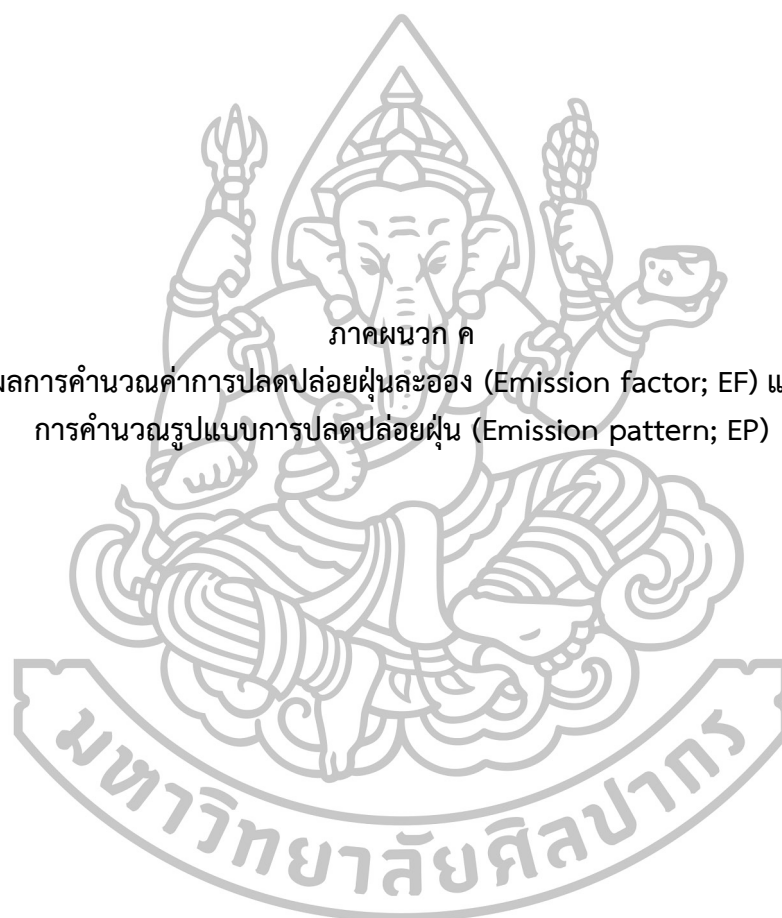 ภาคผนวก ค
ผลการคำนวณค่าการปลดปล่อยฝุ่นละออง (Emission factor; EF)
การคำนวณรูปแบบการปลดปล่อยฝุ่น (Emission pattern; EP)
มหาวิทยาลัยศิลปากร